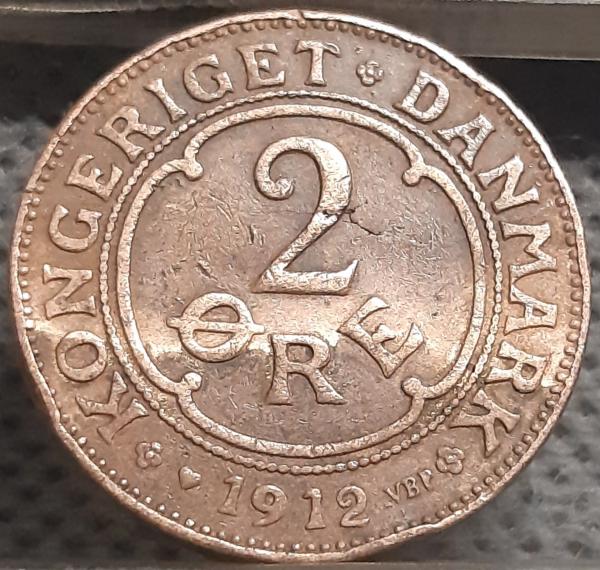 KONGERIGET DANMARK
2
ØRE
1912 VBP